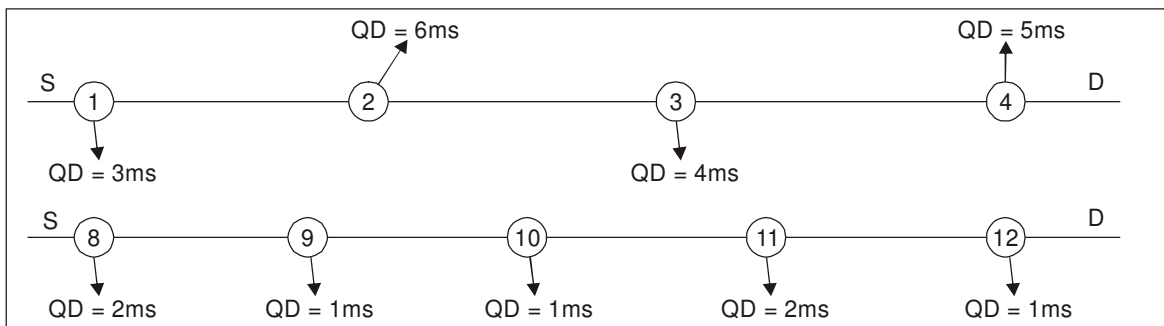 QD = 6ms QD = 5ms
S 1 2 3 4 D
QD = 3ms QD = 4ms
S 8 9 10 11 12 D
QD = 2ms QD = 1ms QD = 1ms QD = 2ms QD = 1ms